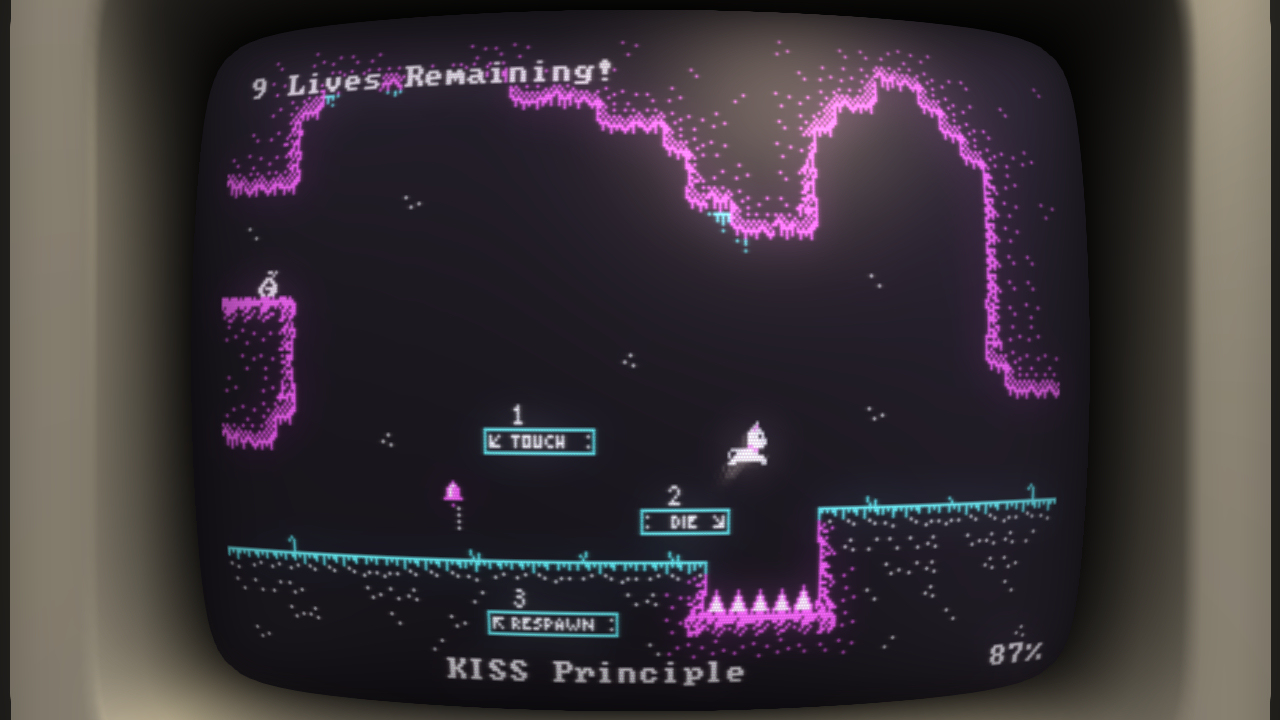 9 Lives Remaining!
1
TOUCH
2
DIE
3
RESPAWN
KISS Principle
87%